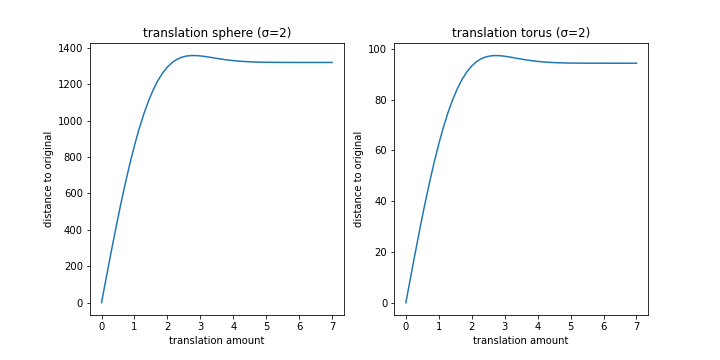 translation sphere (σ=2)
distance to original
1400
1200
1000
800
600
400
200
0
0 1 2 3 4 5 6 7
translation amount
translation torus (σ=2)
distance to original
100
80
60
40
20
0
0 1 2 3 4 5 6 7
translation amount